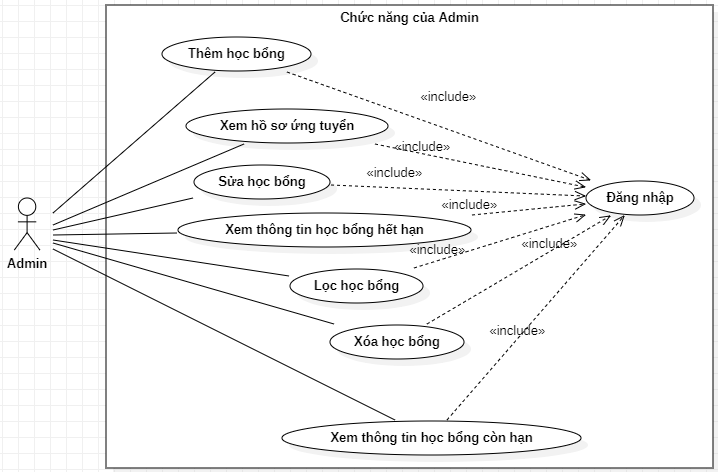 Chức năng của Admin
Thêm học bổng
«include»
Xem hồ sơ ứng tuyển
«include»
Sửa học bổng
«include»
Đăng nhập
«include»
Xem thông tin học bổng hết hạn
«include»
«include»
Admin
Lọc học bổng
Xóa học bổng
«include»
Xem thông tin học bổng còn hạn